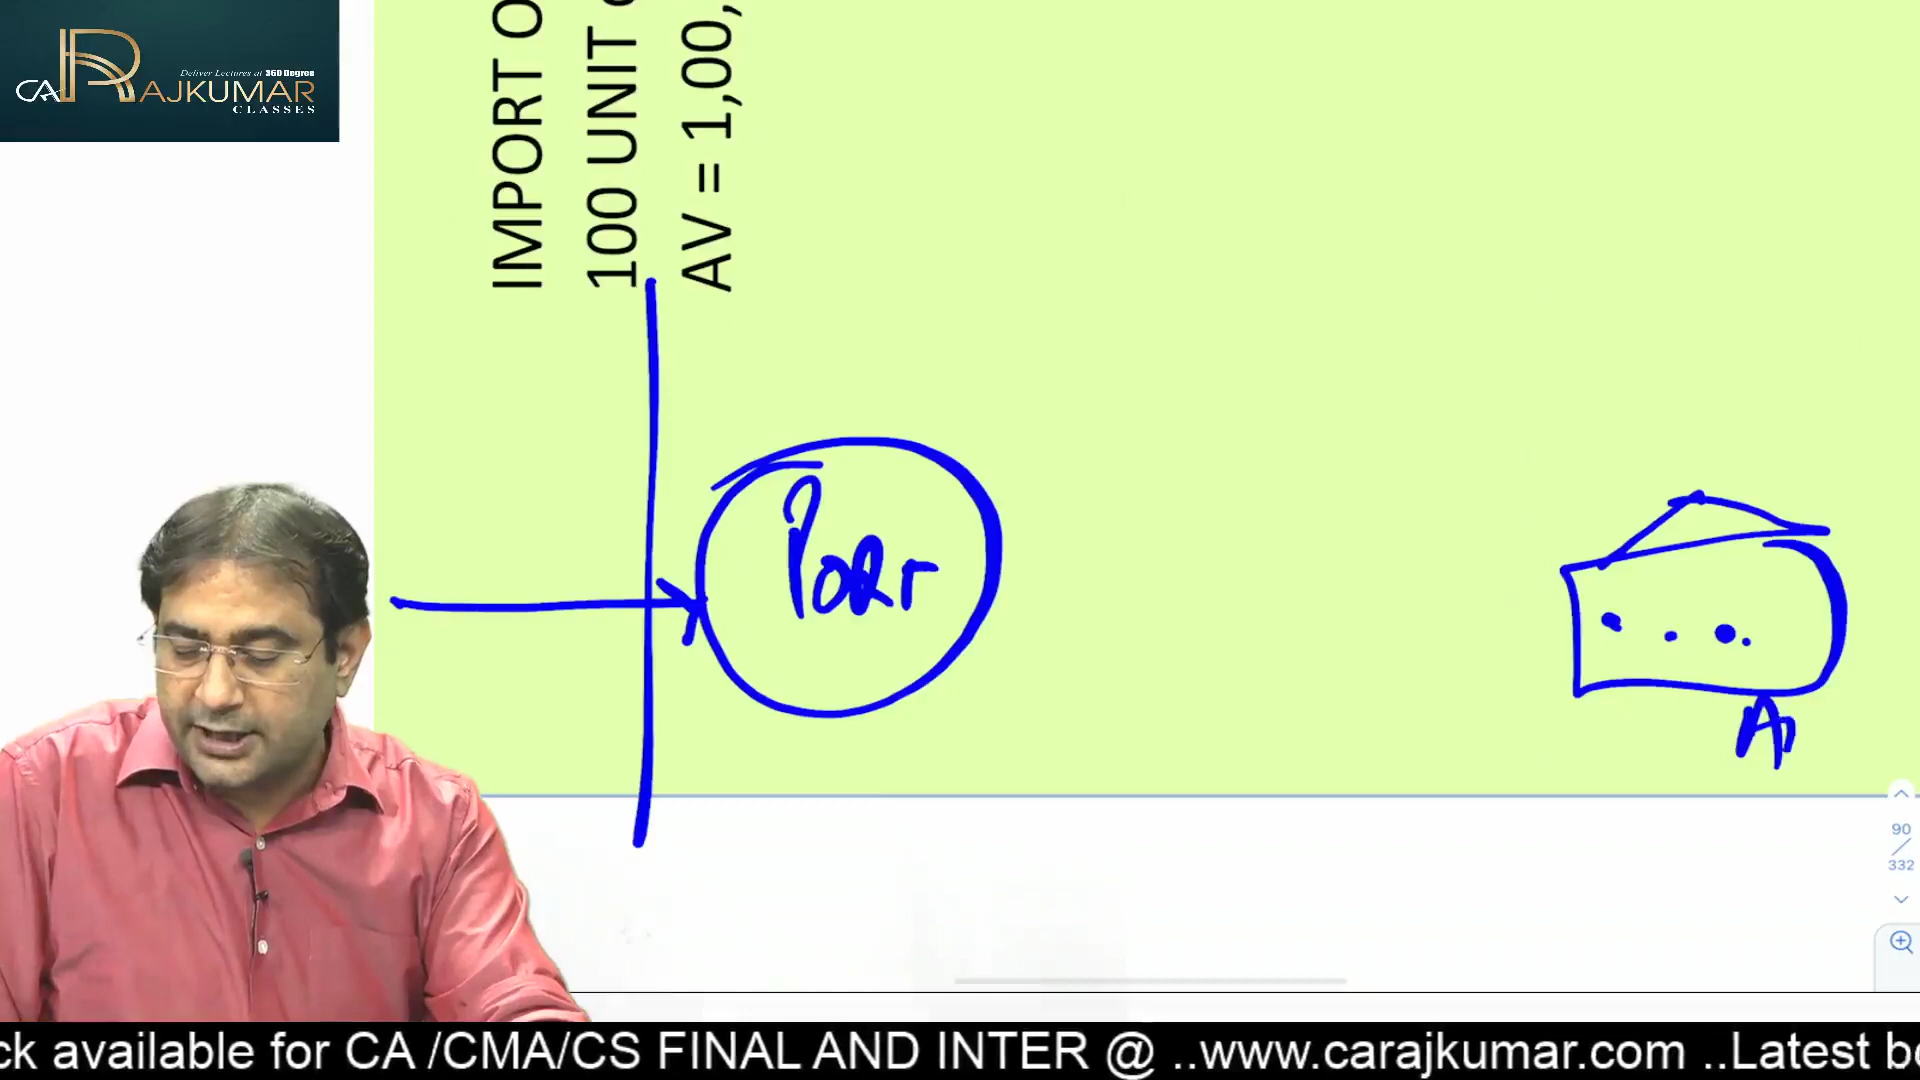 Deliver Lectures at 360 Degree
CA RAJKUMAR
CLASSES
IMPORT O
100 UNIT
AV = 1,00,
PORT
A
90
332
ck available for CA /CMA/CS FINAL AND INTER @ ..www.carajkumar.com ..Latest bo